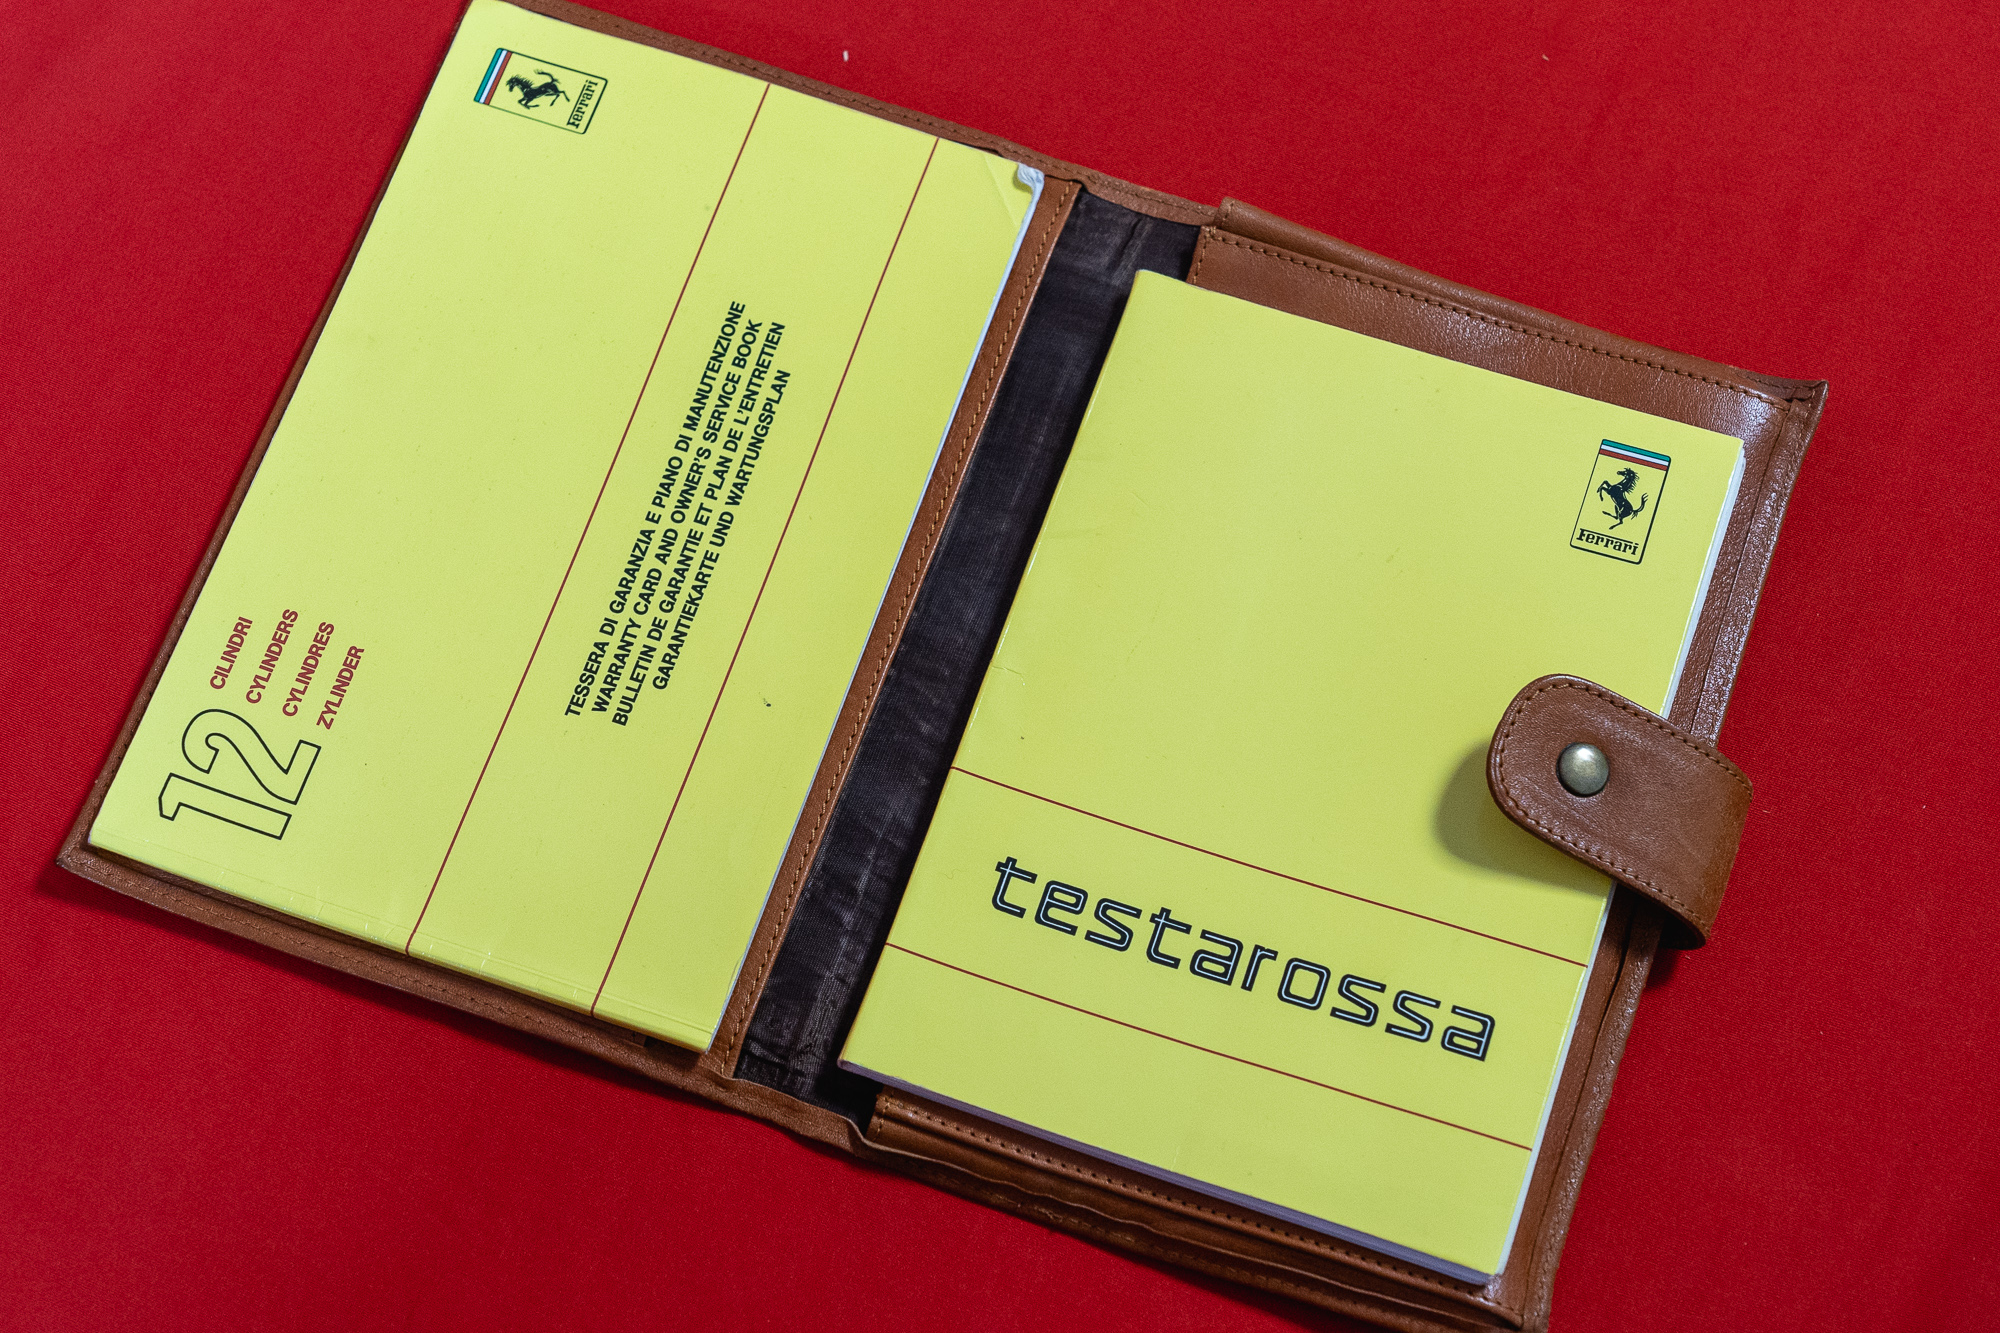 Ferrari
TESSERA DI GARANZIA E PIANO DI MANUTENZIONE
WARRANTY CARD AND OWNER'S SERVICE BOOK
BULLETIN DE GARANTIE ET PLAN DE L'ENTRETIEN
GARANTIEKARTE UND WARTUNGSPLAN
12
CILINDRI
CYLINDERS
CYLINDRES
ZYLINDER
Ferrari
testarossa